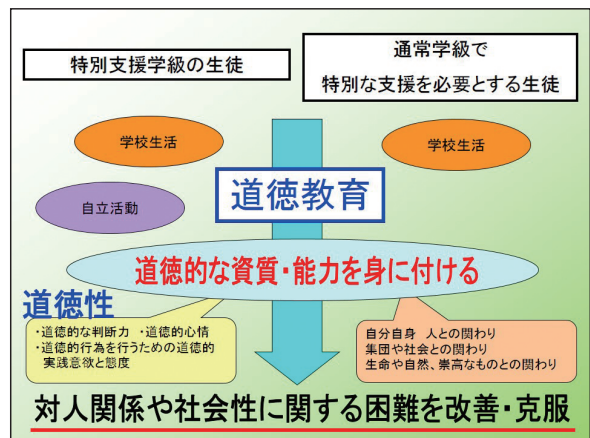 特別支援学級の生徒
通常学級で
特別な支援を必要とする生徒
学校生活
学校生活
自立活動
道徳教育
道徳的な資質・能力を身に付ける
道徳性
・道徳的な判断力 ・道徳的心情
・道徳的行為を行うための道徳的
実践意欲と態度
自分自身 人との関わり
集団や社会との関わり
生命や自然、崇高なものとの関わり
対人関係や社会性に関する困難を改善・克服